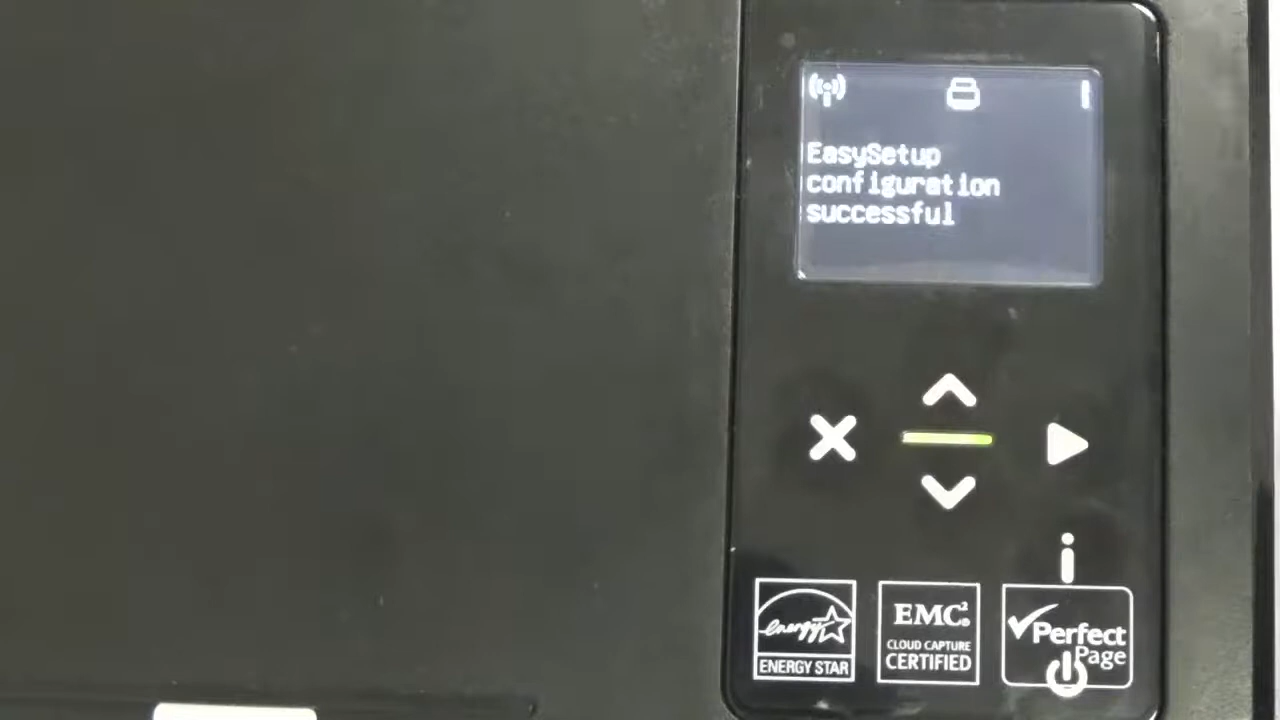 EasySetup
configuration
successful
energy
ENERGY STAR
EMC²
CLOUD CAPTURE
CERTIFIED
Perfect
Page